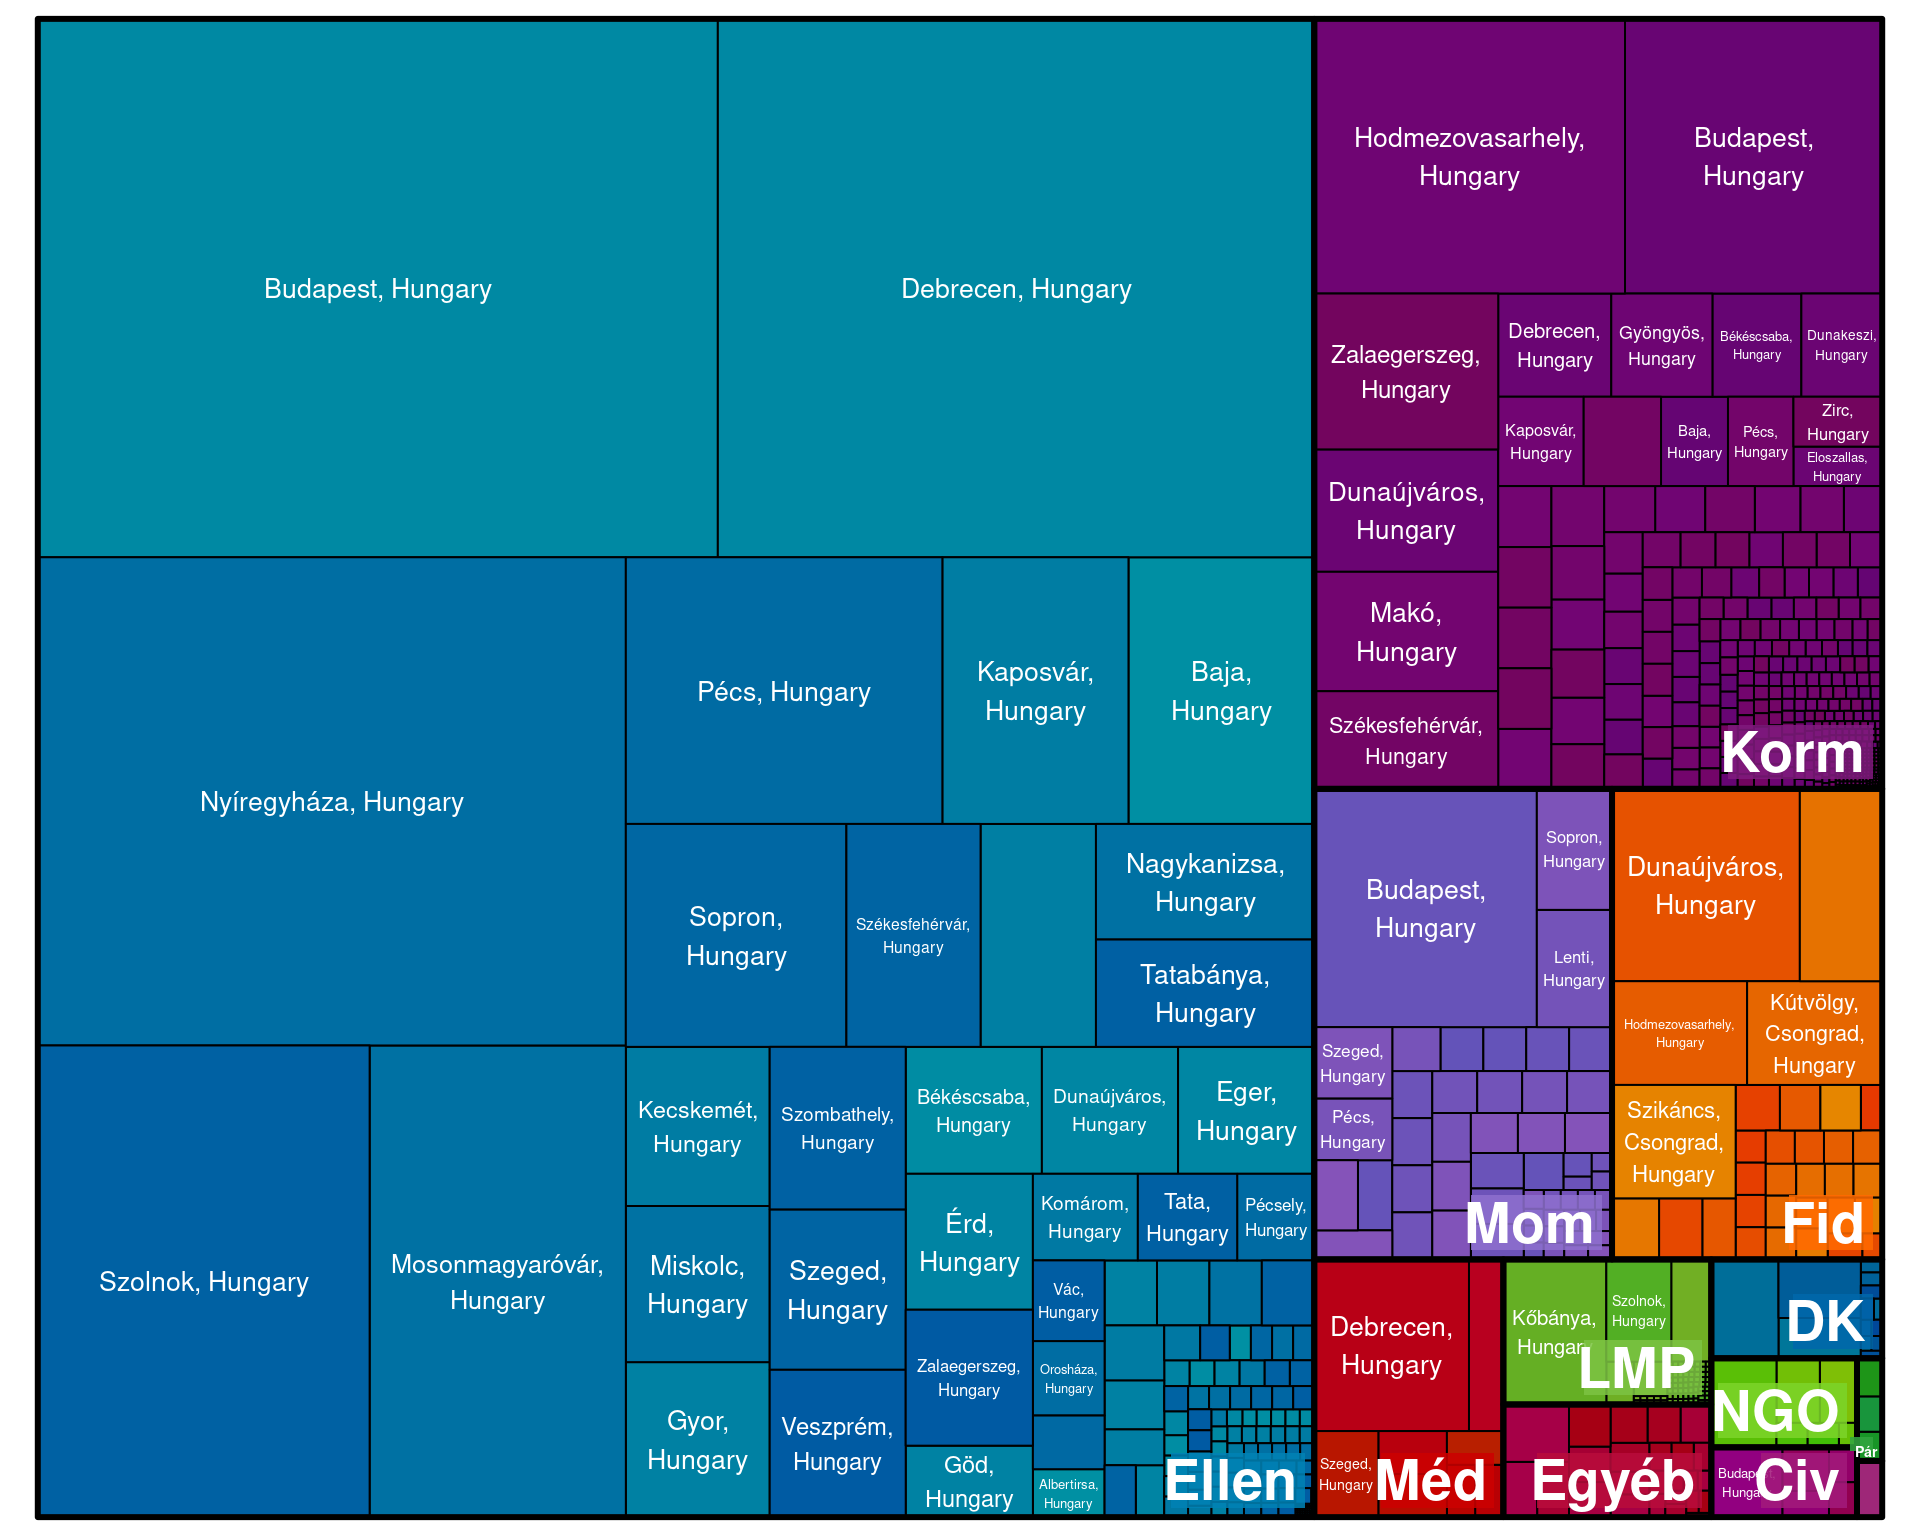 Budapest, Hungary
Debrecen, Hungary
Nyíregyháza, Hungary
Pécs, Hungary
Kaposvár,
Hungary
Baja,
Hungary
Sopron,
Hungary
Székesfehérvár,
Hungary
Nagykanizsa,
Hungary
Tatabánya,
Hungary
Szolnok, Hungary
Mosonmagyaróvár,
Hungary
Kecskemét,
Hungary
Miskolc,
Hungary
Gyor,
Hungary
Szombathely,
Hungary
Szeged,
Hungary
Veszprém,
Hungary
Békéscsaba,
Hungary
Dunaújváros,
Hungary
Eger,
Hungary
Érd,
Hungary
Zalaegerszeg,
Hungary
Göd,
Hungary
Komárom,
Hungary
Tata,
Hungary
Pécsely,
Hungary
Vác,
Hungary
Orosháza,
Hungary
Albertirsa,
Hungary
Ellen
Hodmezovasarhely,
Hungary
Budapest,
Hungary
Zalaegerszeg,
Hungary
Dunaújváros,
Hungary
Makó,
Hungary
Székesfehérvár,
Hungary
Debrecen,
Hungary
Gyöngyös,
Hungary
Békéscsaba,
Hungary
Dunakeszi,
Hungary
Kaposvár,
Hungary
Baja,
Hungary
Pécs,
Hungary
Zirc,
Hungary
Eloszallas,
Hungary
Korm
Budapest,
Hungary
Sopron,
Hungary
Lenti,
Hungary
Szeged,
Hungary
Pécs,
Hungary
Mom
Dunaújváros,
Hungary
Hodmezovasarhely,
Hungary
Kútvölgy,
Csongrad,
Hungary
Szikáncs,
Csongrad,
Hungary
Fid
Debrecen,
Hungary
Szeged,
Hungary
Méd
Kőbánya,
Hungary
Szolnok,
Hungary
LMP
Egyéb
DK
NGO
Pár
Budapest,
Hungary
Civ